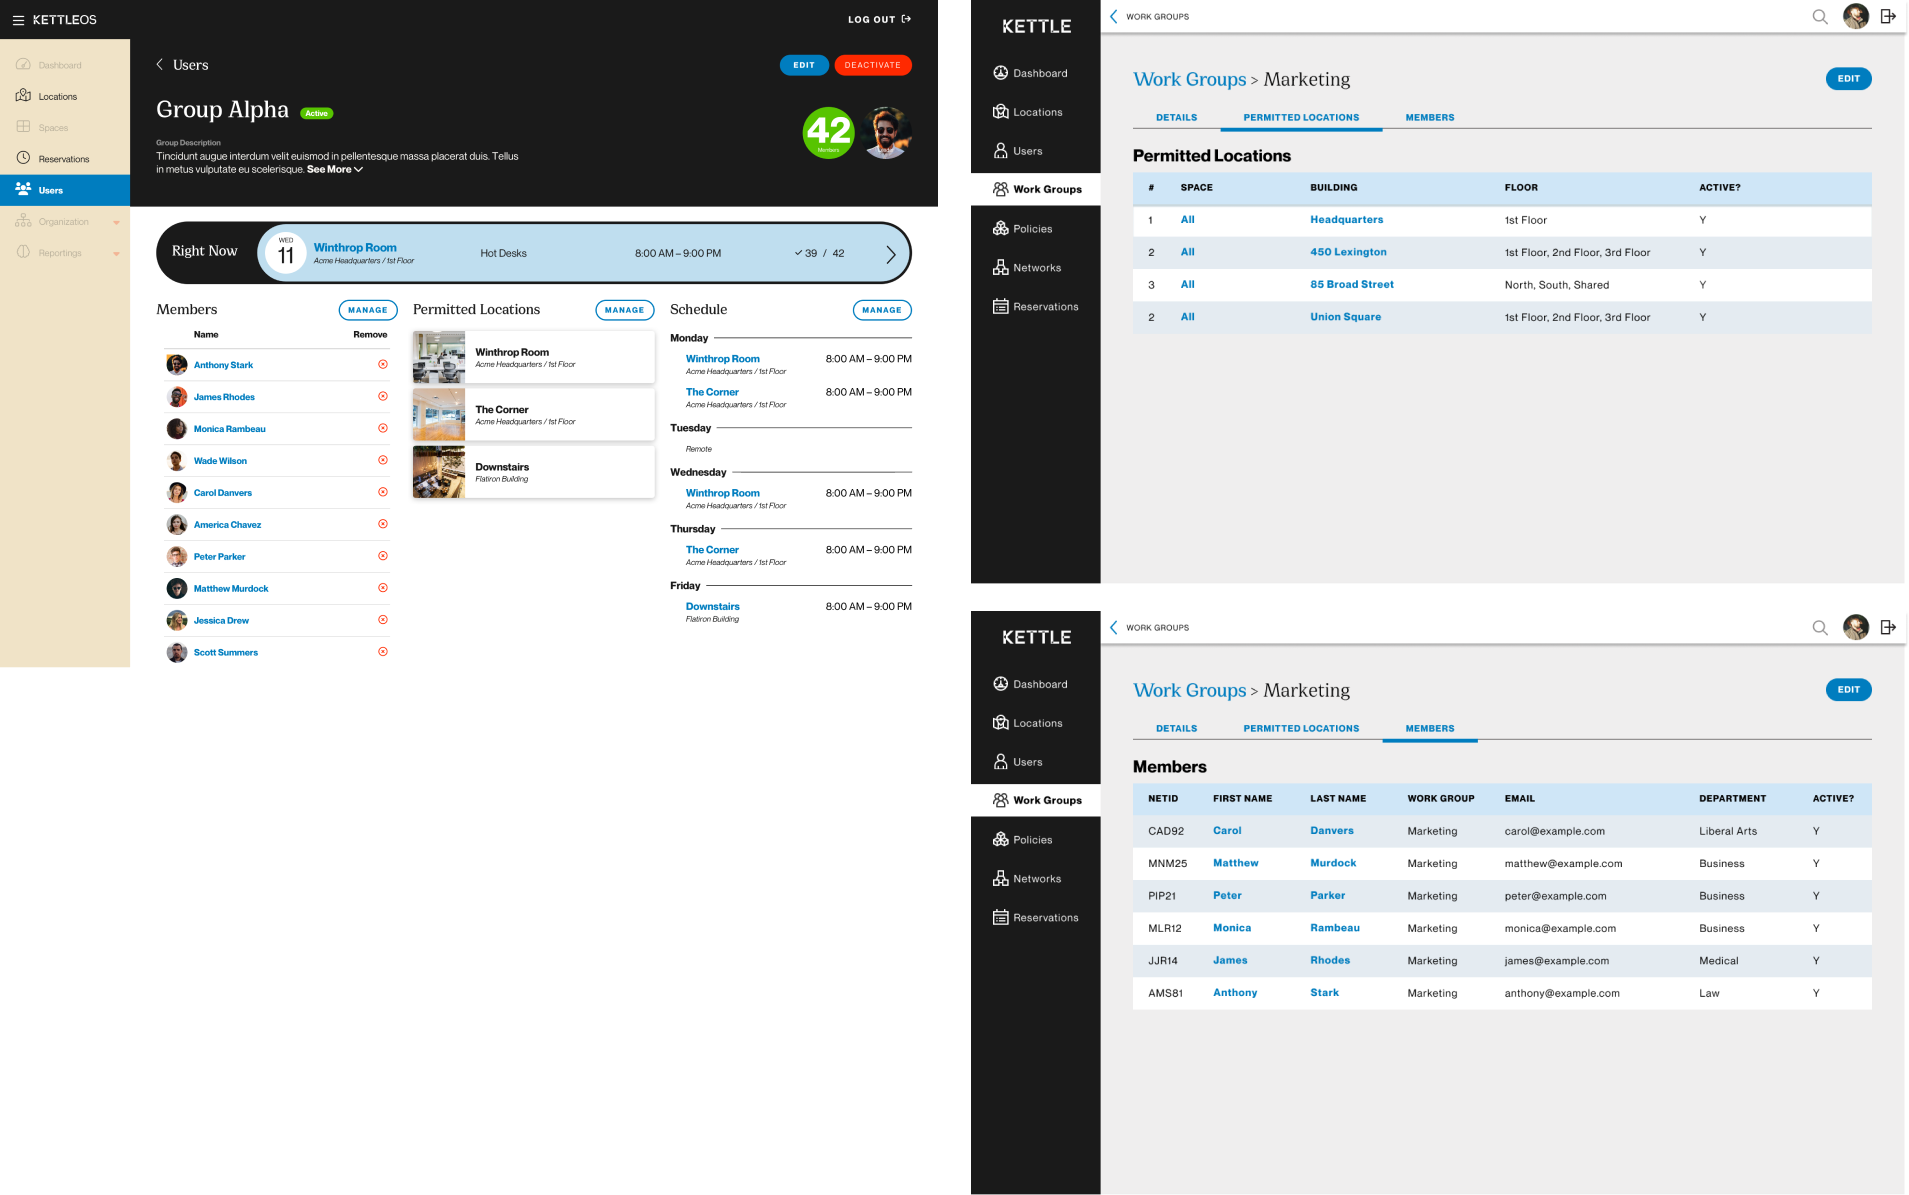 KETTLEOS
LOG OUT
Dashboard
Locations
Spaces
Reservations
Users
Organization
Reportings
Users
EDIT
DEACTIVATE
Group Alpha
Active
Group Description
Tincidunt augue interdum velit euismod in pellentesque massa placerat duis. Tellus
in metus vulputate eu scelerisque. See More
42
Members
Right Now
WED
11
Winthrop Room
Acme Headquarters / 1st Floor
Hot Desks
8:00 AM – 9:00 PM
39 / 42
Members
MANAGE
Name
Remove
Anthony Stark
James Rhodes
Monica Rambeau
Wade Wilson
Carol Danvers
America Chavez
Peter Parker
Matthew Murdock
Jessica Drew
Scott Summers
Permitted Locations
MANAGE
Winthrop Room
Acme Headquarters / 1st Floor
The Corner
Acme Headquarters / 1st Floor
Downstairs
Flatiron Building
Schedule
MANAGE
Monday
Winthrop Room 8:00 AM – 9:00 PM
Acme Headquarters / 1st Floor
The Corner 8:00 AM – 9:00 PM
Acme Headquarters / 1st Floor
Tuesday
Remote
Wednesday
Winthrop Room 8:00 AM – 9:00 PM
Acme Headquarters / 1st Floor
Thursday
The Corner 8:00 AM – 9:00 PM
Acme Headquarters / 1st Floor
Friday
Downstairs 8:00 AM – 9:00 PM
Flatiron Building
KETTLE
Dashboard
Locations
Users
Work Groups
Policies
Networks
Reservations
WORK GROUPS
Work Groups > Marketing
EDIT
DETAILS PERMITTED LOCATIONS MEMBERS
Permitted Locations
# SPACE BUILDING FLOOR ACTIVE?
1 All Headquarters 1st Floor Y
2 All 450 Lexington 1st Floor, 2nd Floor, 3rd Floor Y
3 All 85 Broad Street North, South, Shared Y
2 All Union Square 1st Floor, 2nd Floor, 3rd Floor Y
KETTLE
Dashboard
Locations
Users
Work Groups
Policies
Networks
Reservations
WORK GROUPS
Work Groups > Marketing
EDIT
DETAILS PERMITTED LOCATIONS MEMBERS
Members
NETID FIRST NAME LAST NAME WORK GROUP EMAIL DEPARTMENT ACTIVE?
CAD92 Carol Danvers Marketing carol@example.com Liberal Arts Y
MNM25 Matthew Murdock Marketing matthew@example.com Business Y
PIP21 Peter Parker Marketing peter@example.com Business Y
MLR12 Monica Rambeau Marketing monica@example.com Business Y
JJR14 James Rhodes Marketing james@example.com Medical Y
AMS81 Anthony Stark Marketing anthony@example.com Law Y